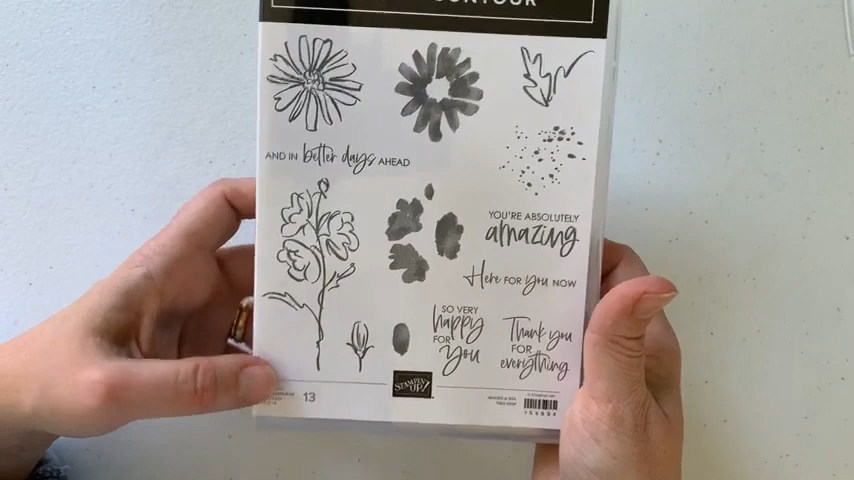 CONTOUR
AND IN better days AHEAD
YOU'RE ABSOLUTELY
amazing
Here FOR you NOW
SO VERY
happy
FOR
you
Thank you
FOR
everything
STAMPIN' UP!
13